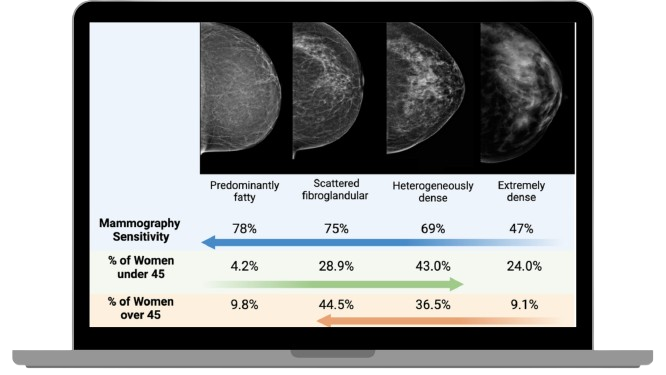 Predominantly
fatty
Scattered
fibroglandular
Heterogeneously
dense
Extremely
dense
Mammography
Sensitivity
78% 75% 69% 47%
% of Women
under 45
4.2% 28.9% 43.0% 24.0%
% of Women
over 45
9.8% 44.5% 36.5% 9.1%